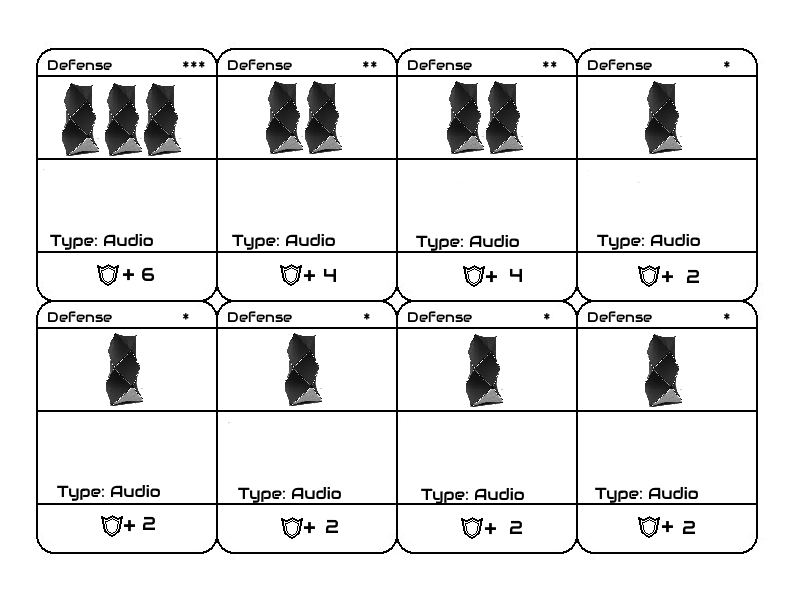 Defense ***
Defense **
Defense **
Defense *
Type: Audio
Type: Audio
Type: Audio
Type: Audio
+ 6
+ 4
+ 4
+ 2
Defense *
Defense *
Defense *
Defense *
Type: Audio
Type: Audio
Type: Audio
Type: Audio
+ 2
+ 2
+ 2
+ 2